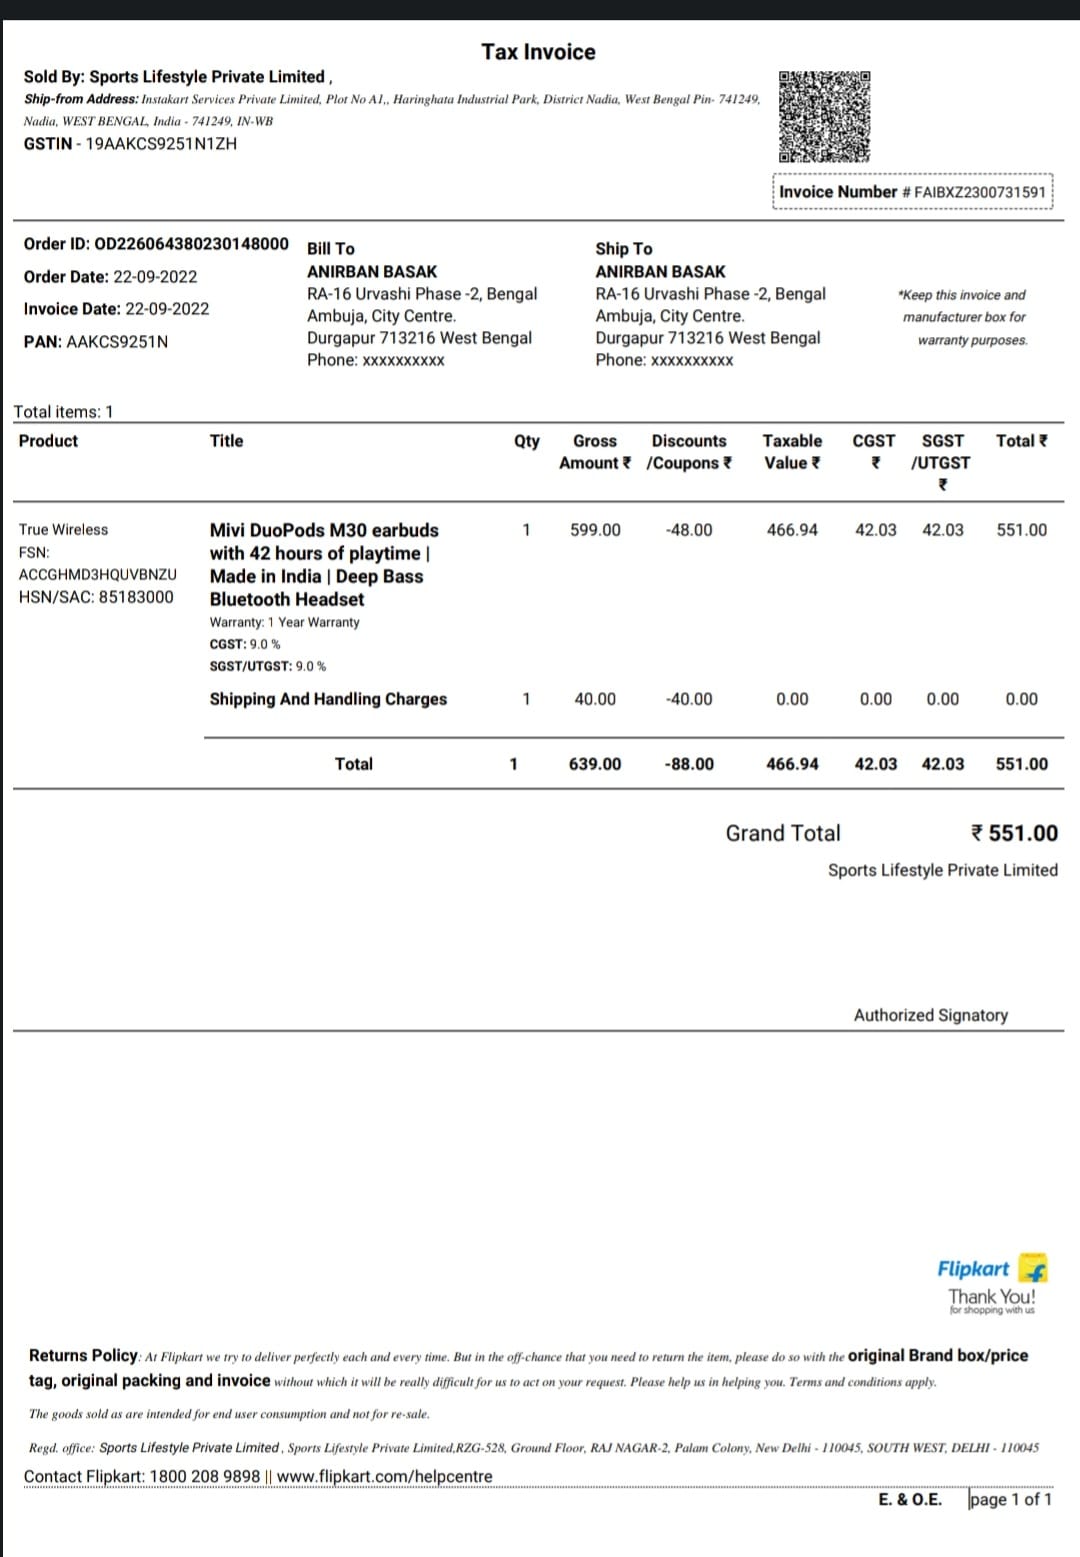 Tax Invoice
Sold By: Sports Lifestyle Private Limited ,
Ship-from Address: Instakart Services Private Limited, Plot No A1,, Haringhata Industrial Park, District Nadia, West Bengal Pin- 741249,
Nadia, WEST BENGAL, India - 741249, IN-WB
GSTIN - 19AAKCS9251N1ZH
Invoice Number # FAIBXZ2300731591
Order ID: OD226064380230148000
Order Date: 22-09-2022
Invoice Date: 22-09-2022
PAN: AAKCS9251N
Bill To
ANIRBAN BASAK
RA-16 Urvashi Phase -2, Bengal
Ambuja, City Centre.
Durgapur 713216 West Bengal
Phone: xxxxxxxxxx
Ship To
ANIRBAN BASAK
RA-16 Urvashi Phase -2, Bengal
Ambuja, City Centre.
Durgapur 713216 West Bengal
Phone: xxxxxxxxxx
*Keep this invoice and
manufacturer box for
warranty purposes.
Total items: 1
Product Title Qty Gross Discounts Taxable CGST SGST Total ₹
Amount ₹ /Coupons ₹ Value ₹ ₹ /UTGST
₹
True Wireless
FSN:
ACCGHMD3HQUVBNZU
HSN/SAC: 85183000
Mivi DuoPods M30 earbuds 1 599.00 -48.00 466.94 42.03 42.03 551.00
with 42 hours of playtime |
Made in India | Deep Bass
Bluetooth Headset
Warranty: 1 Year Warranty
CGST: 9.0 %
SGST/UTGST: 9.0 %
Shipping And Handling Charges 1 40.00 -40.00 0.00 0.00 0.00 0.00
Total 1 639.00 -88.00 466.94 42.03 42.03 551.00
Grand Total ₹ 551.00
Sports Lifestyle Private Limited
Authorized Signatory
Flipkart
Thank You!
for shopping with us
Returns Policy: At Flipkart we try to deliver perfectly each and every time. But in the off-chance that you need to return the item, please do so with the original Brand box/price
tag, original packing and invoice without which it will be really difficult for us to act on your request. Please help us in helping you. Terms and conditions apply.
The goods sold as are intended for end user consumption and not for re-sale.
Regd. office: Sports Lifestyle Private Limited , Sports Lifestyle Private Limited,RZG-528, Ground Floor, RAJ NAGAR-2, Palam Colony, New Delhi - 110045, SOUTH WEST, DELHI - 110045
Contact Flipkart: 1800 208 9898 || www.flipkart.com/helpcentre
E. & O.E. page 1 of 1